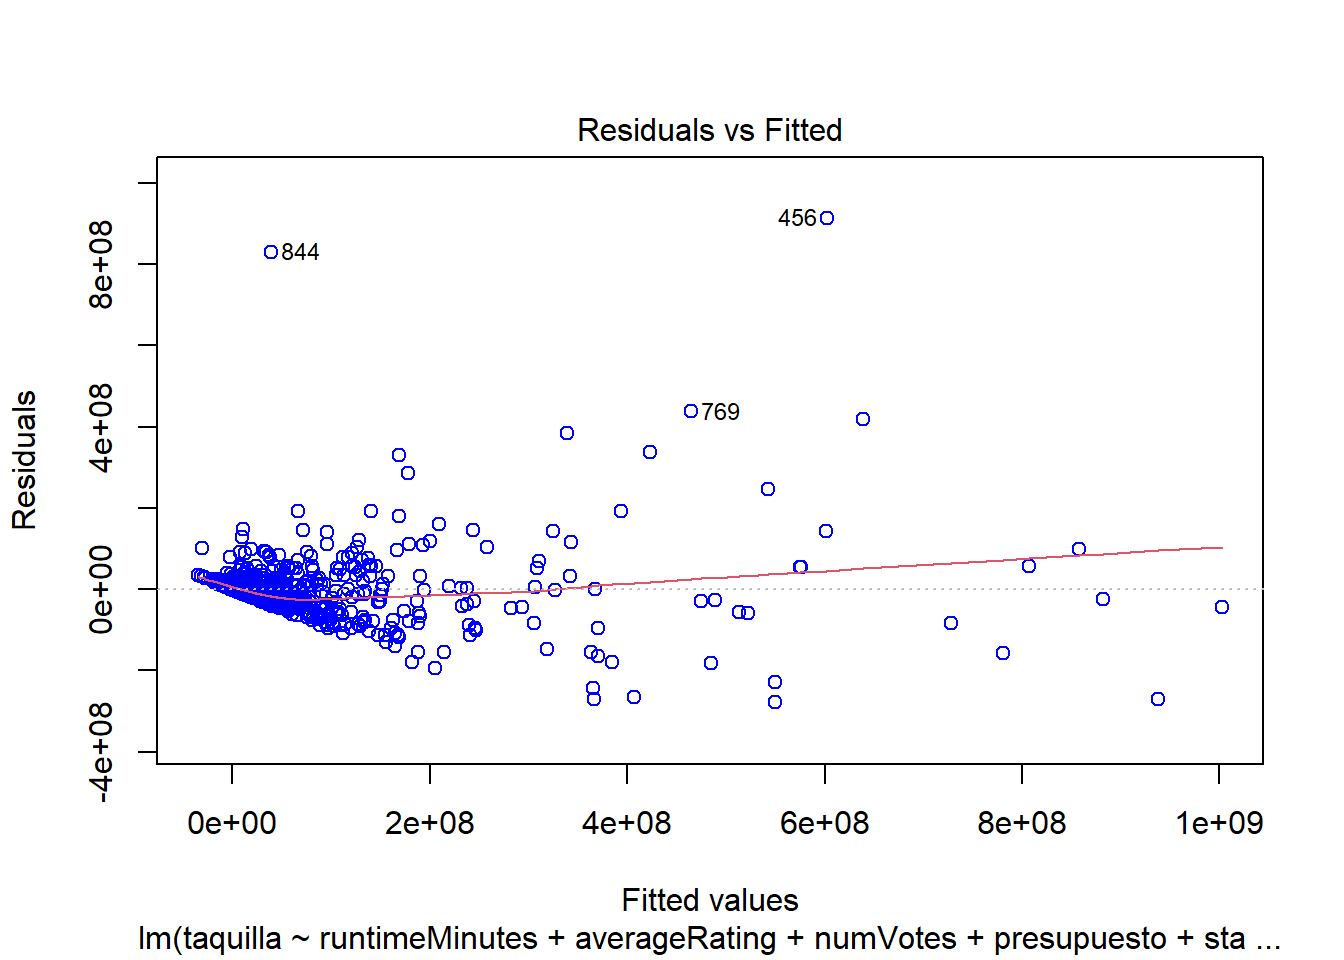 Residuals vs Fitted
Residuals
8e+08
4e+08
0e+00
-4e+08
844
456
769
0e+00 2e+08 4e+08 6e+08 8e+08 1e+09
Fitted values
lm(taquilla ~ runtimeMinutes + averageRating + numVotes + presupuesto + sta ...